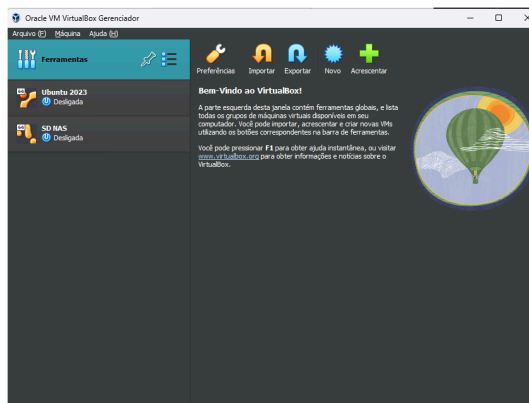 Oracle VM VirtualBox Gerenciador
Arquivo (F) Máquina Ajuda (H)
Ferramentas
Preferências Importar Exportar Novo Acrescentar
Ubuntu 2023
Desligada
SD NAS
Desligada
Bem-Vindo ao VirtualBox!
A parte esquerda desta janela contém ferramentas globais, e lista
todas os grupos de máquinas virtuais disponíveis em seu
computador. Você pode importar, acrescentar e criar novas VMs
utilizando os botões correspondentes na barra de ferramentas.
Você pode pressionar F1 para obter ajuda instantânea, ou visitar
www.virtualbox.org para obter informações e notícias sobre o
VirtualBox.